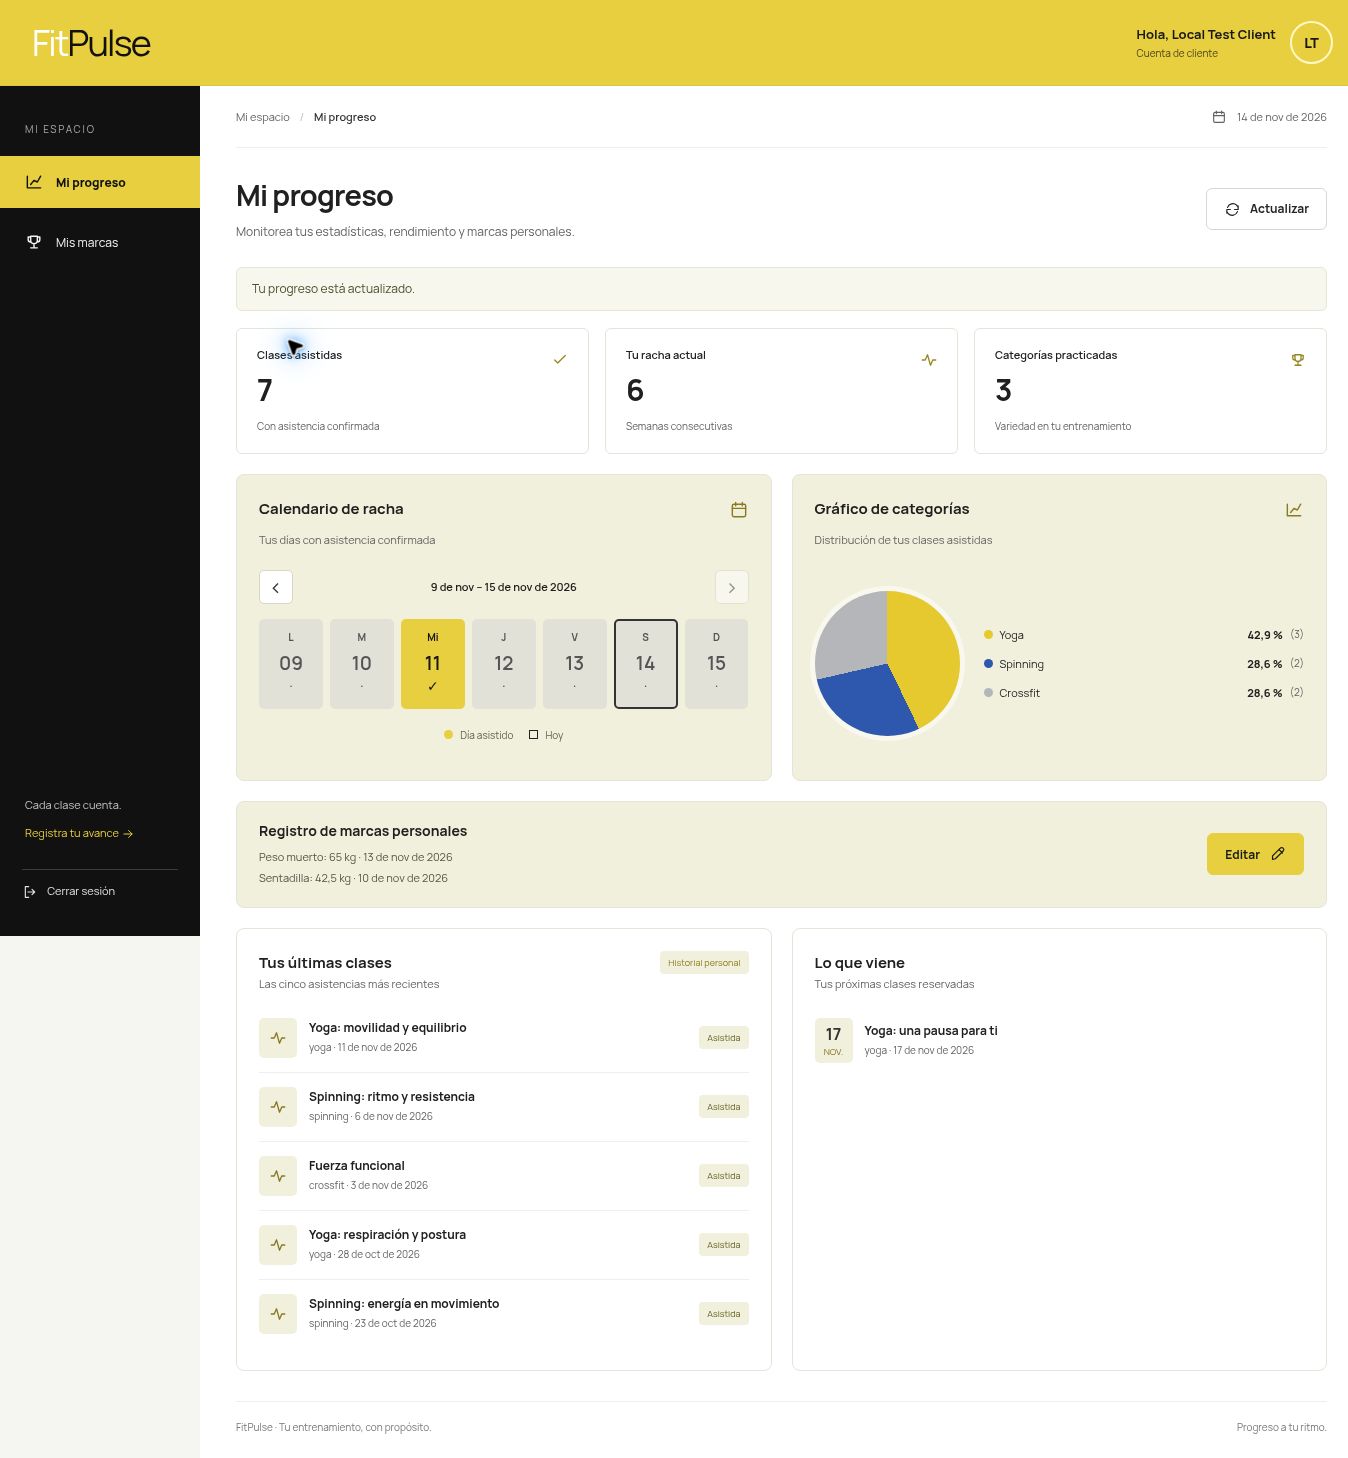 FitPulse
Hola, Local Test Client
Cuenta de cliente
LT
MI ESPACIO
Mi progreso
Mis marcas
Cada clase cuenta.
Registra tu avance →
Cerrar sesión
Mi espacio / Mi progreso
14 de nov de 2026
Mi progreso
Monitorea tus estadísticas, rendimiento y marcas personales.
Actualizar
Tu progreso está actualizado.
Clases asistidas
7
Con asistencia confirmada
Tu racha actual
6
Semanas consecutivas
Categorías practicadas
3
Variedad en tu entrenamiento
Calendario de racha
Tus días con asistencia confirmada
9 de nov – 15 de nov de 2026
L M Mi J V S D
09 10 11 12 13 14 15
· · ✓ · · · ·
Día asistido Hoy
Gráfico de categorías
Distribución de tus clases asistidas
Yoga 42,9 % (3)
Spinning 28,6 % (2)
Crossfit 28,6 % (2)
Registro de marcas personales
Peso muerto: 65 kg · 13 de nov de 2026
Sentadilla: 42,5 kg · 10 de nov de 2026
Editar
Tus últimas clases
Historial personal
Las cinco asistencias más recientes
Yoga: movilidad y equilibrio
yoga · 11 de nov de 2026
Asistida
Spinning: ritmo y resistencia
spinning · 6 de nov de 2026
Asistida
Fuerza funcional
crossfit · 3 de nov de 2026
Asistida
Yoga: respiración y postura
yoga · 28 de oct de 2026
Asistida
Spinning: energía en movimiento
spinning · 23 de oct de 2026
Asistida
Lo que viene
Tus próximas clases reservadas
17
NOV.
Yoga: una pausa para ti
yoga · 17 de nov de 2026
FitPulse · Tu entrenamiento, con propósito.
Progreso a tu ritmo.